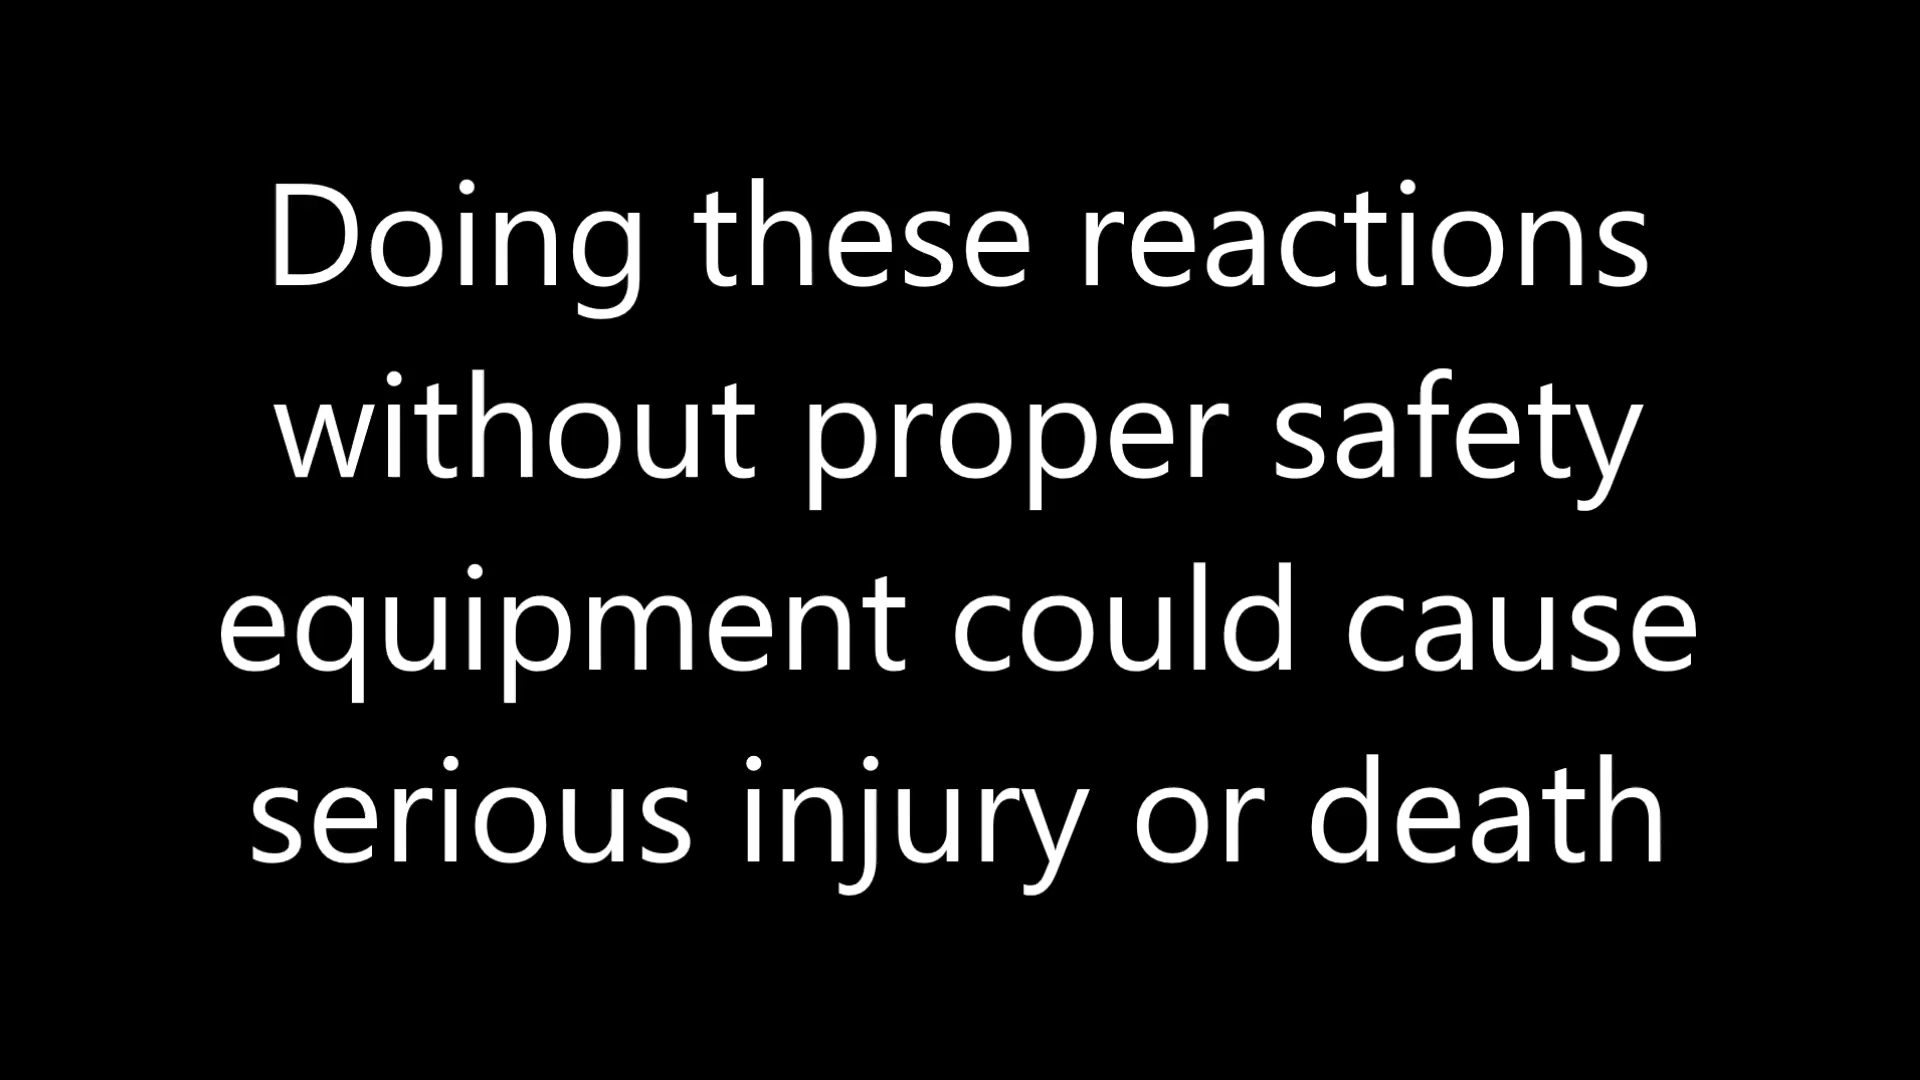 Doing these reactions
without proper safety
equipment could cause
serious injury or death